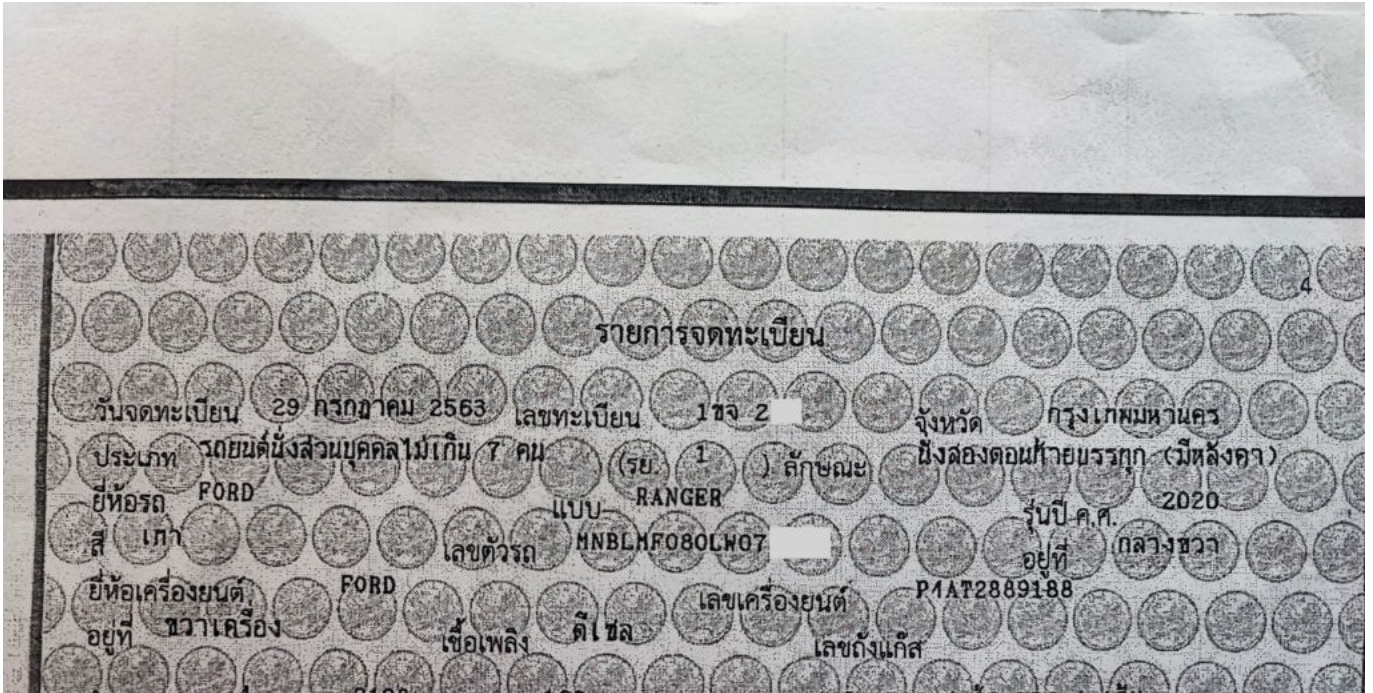 4
รายการจดทะเบียน
วันจดทะเบียน 29 กรกฎาคม 2563 เลขทะเบียน 1ขจ 2 จังหวัด กรุงเทพมหานคร
ประเภท รถยนต์นั่งส่วนบุคคลไม่เกิน 7 คน (รย. 1 ) ลักษณะ นั่งสองตอนท้ายบรรทุก (มีหลังคา)
ยี่ห้อรถ FORD แบบ RANGER รุ่นปี ค.ศ. 2020
สี เทา เลขตัวรถ MNBLMF080LW07 อยู่ที่ กลางขวา
ยี่ห้อเครื่องยนต์ FORD เลขเครื่องยนต์ P4AT2889188
อยู่ที่ ขวาเครื่อง เชื้อเพลิง ดีเซล เลขถังแก๊ส